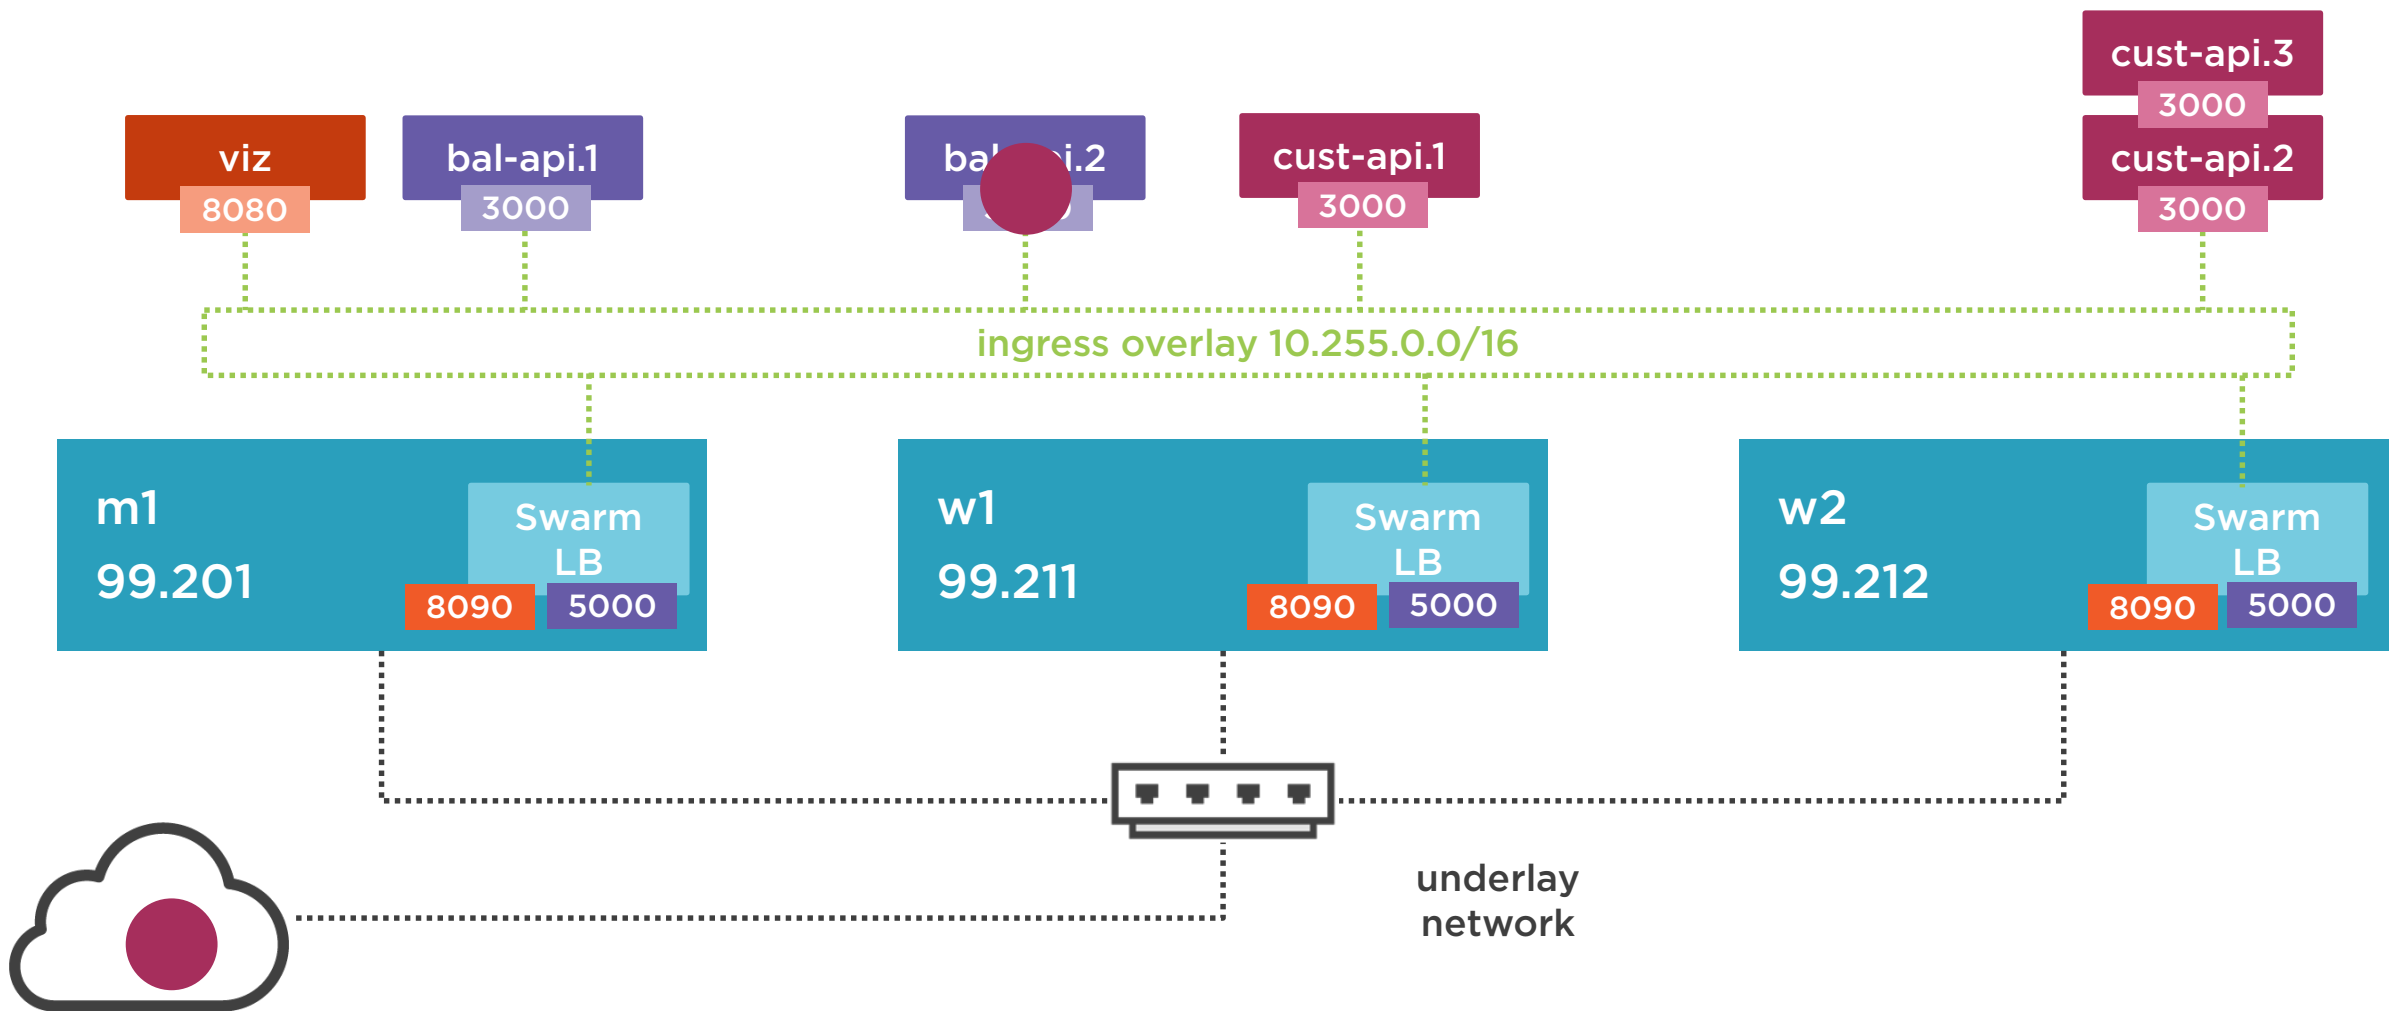 cust-api.3
3000
viz
8080
bal-api.1
3000
cust-api.1
3000
cust-api.2
3000
ingress overlay 10.255.0.0/16
m1
99.201
Swarm
LB
8090
5000
w1
99.211
Swarm
LB
8090
5000
w2
99.212
Swarm
LB
8090
5000
underlay
network